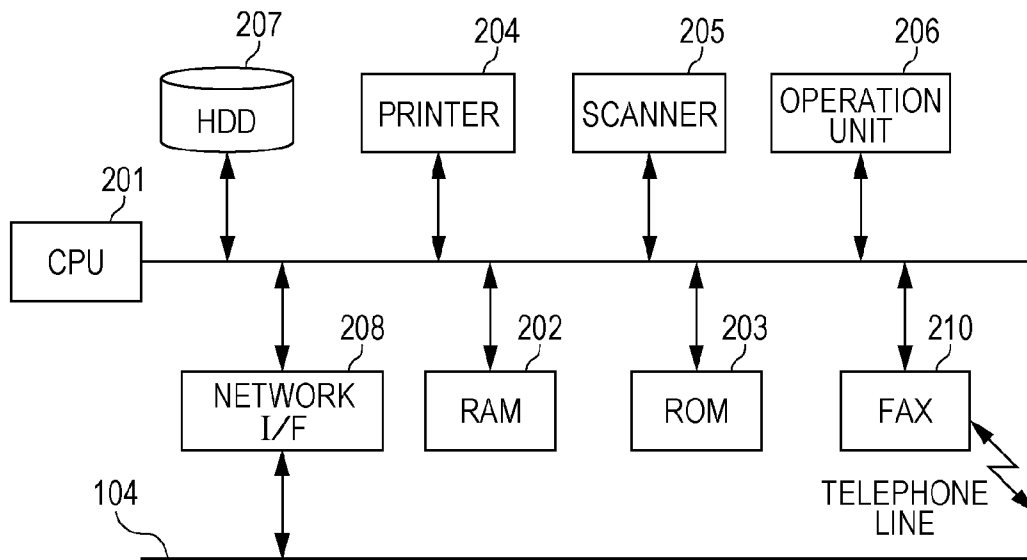 207
204
205
206
HDD
PRINTER
SCANNER
OPERATION
UNIT
201
CPU
208
202
203
210
NETWORK
I/F
RAM
ROM
FAX
104
TELEPHONE
LINE